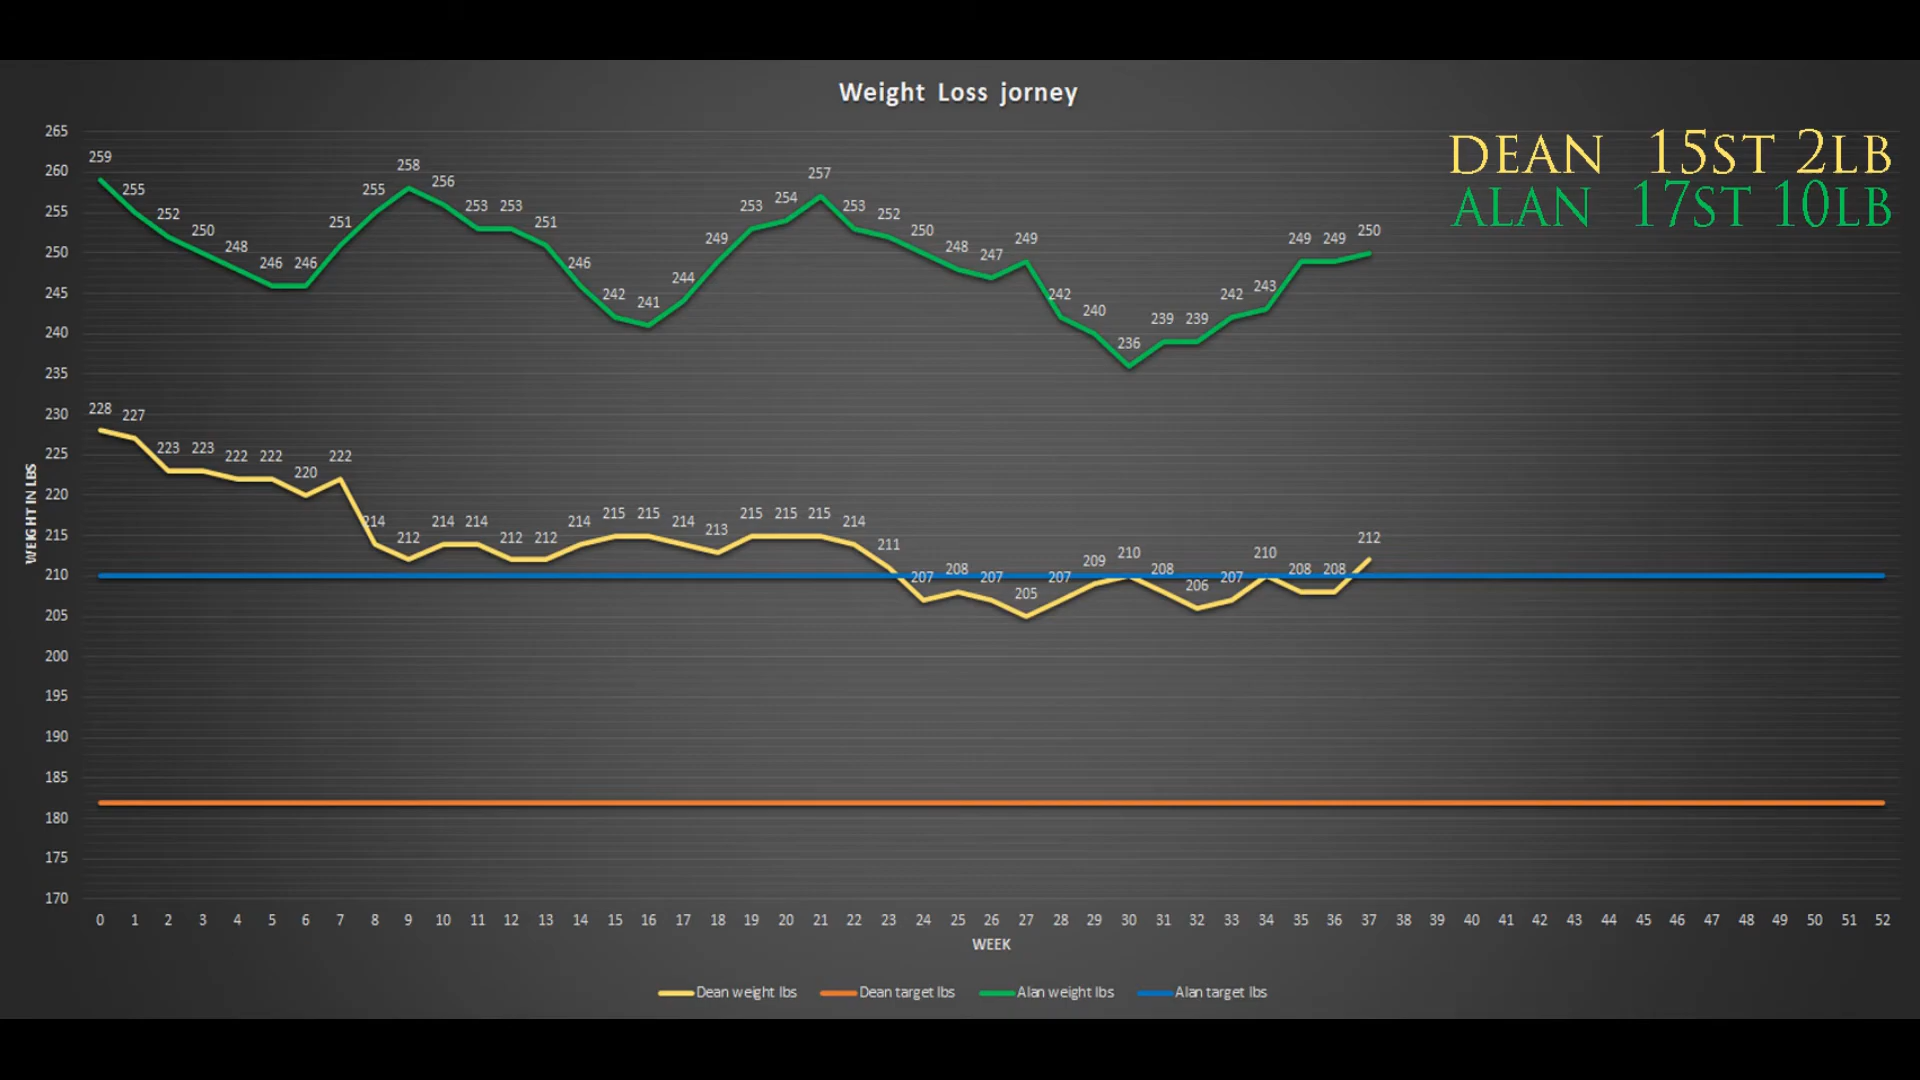 Weight Loss jorney
DEAN 15ST 2LB
ALAN 17ST 10LB
265
260
255
250
245
240
235
230
225
220
215
210
205
200
195
190
185
180
175
170
WEIGHT IN LBS
259 255 252 250 248 246 246 251 255 258 256 253 253 251 246 242 241 244 249 253 254 257 253 252 250 248 247 249 242 240 236 239 239 242 243 249 249 250
228 227 223 223 222 222 220 222 214 212 214 214 212 212 214 215 215 214 213 215 215 215 214 211 207 208 207 205 207 209 210 208 206 207 210 208 208 212
0 1 2 3 4 5 6 7 8 9 10 11 12 13 14 15 16 17 18 19 20 21 22 23 24 25 26 27 28 29 30 31 32 33 34 35 36 37 38 39 40 41 42 43 44 45 46 47 48 49 50 51 52
WEEK
Dean weight lbs Dean target lbs Alan weight lbs Alan target lbs